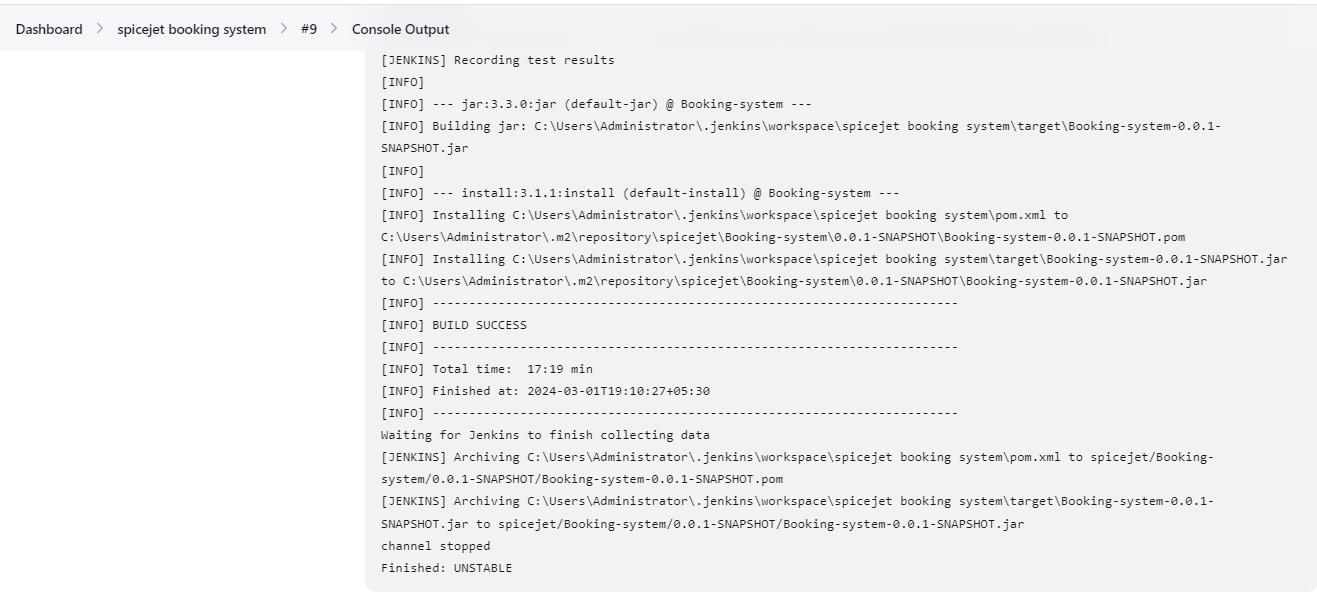 Dashboard > spicejet booking system > #9 > Console Output
[JENKINS] Recording test results
[INFO]
[INFO] --- jar:3.3.0:jar (default-jar) @ Booking-system ---
[INFO] Building jar: C:\Users\Administrator\.jenkins\workspace\spicejet booking system\target\Booking-system-0.0.1-
SNAPSHOT.jar
[INFO]
[INFO] --- install:3.1.1:install (default-install) @ Booking-system ---
[INFO] Installing C:\Users\Administrator\.jenkins\workspace\spicejet booking system\pom.xml to
C:\Users\Administrator\.m2\repository\spicejet\Booking-system\0.0.1-SNAPSHOT\Booking-system-0.0.1-SNAPSHOT.pom
[INFO] Installing C:\Users\Administrator\.jenkins\workspace\spicejet booking system\target\Booking-system-0.0.1-SNAPSHOT.jar
to C:\Users\Administrator\.m2\repository\spicejet\Booking-system\0.0.1-SNAPSHOT\Booking-system-0.0.1-SNAPSHOT.jar
[INFO] ------------------------------------------------------------------------
[INFO] BUILD SUCCESS
[INFO] ------------------------------------------------------------------------
[INFO] Total time:  17:19 min
[INFO] Finished at: 2024-03-01T19:10:27+05:30
[INFO] ------------------------------------------------------------------------
Waiting for Jenkins to finish collecting data
[JENKINS] Archiving C:\Users\Administrator\.jenkins\workspace\spicejet booking system\pom.xml to spicejet/Booking-
system/0.0.1-SNAPSHOT/Booking-system-0.0.1-SNAPSHOT.pom
[JENKINS] Archiving C:\Users\Administrator\.jenkins\workspace\spicejet booking system\target\Booking-system-0.0.1-
SNAPSHOT.jar to spicejet/Booking-system/0.0.1-SNAPSHOT/Booking-system-0.0.1-SNAPSHOT.jar
channel stopped
Finished: UNSTABLE